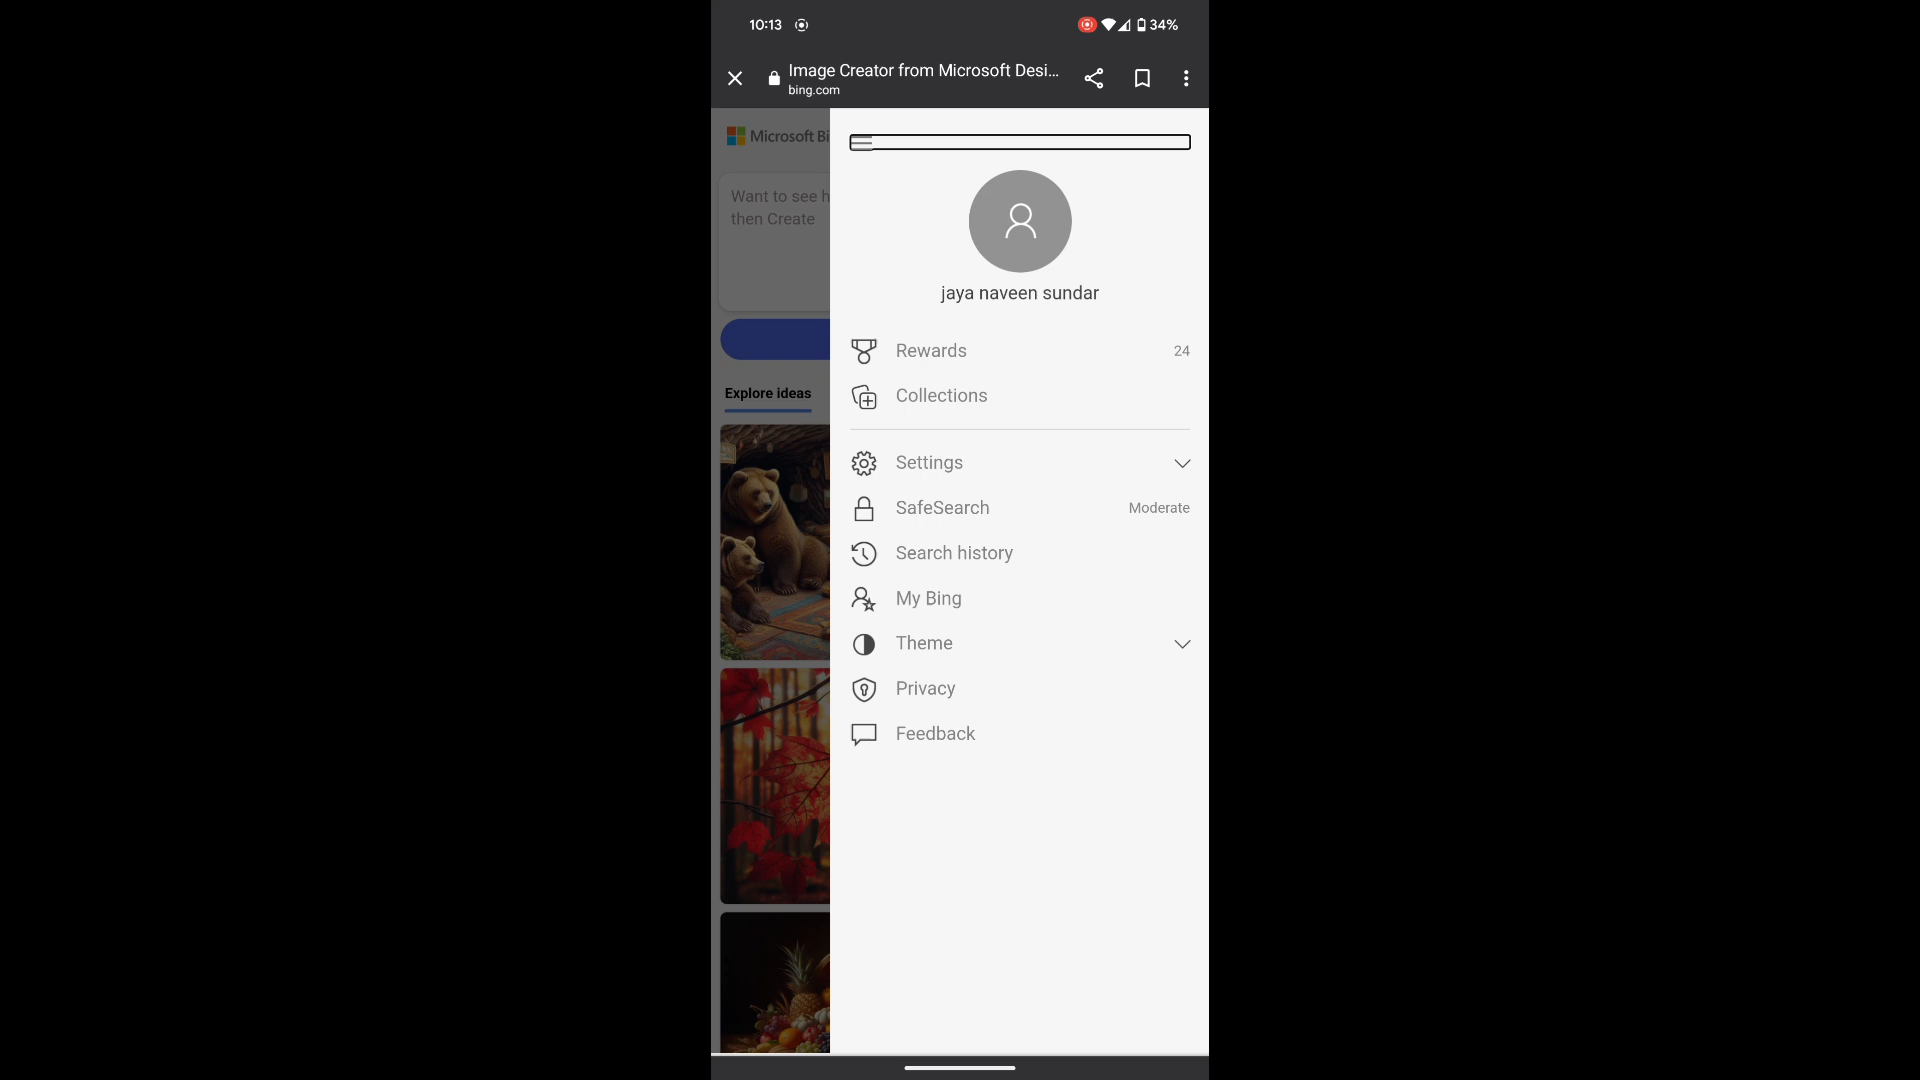 10:13
34%
Image Creator from Microsoft Desi...
bing.com
Microsoft Bi
Want to see h
then Create
Explore ideas
jaya naveen sundar
Rewards 24
Collections
Settings
SafeSearch Moderate
Search history
My Bing
Theme
Privacy
Feedback